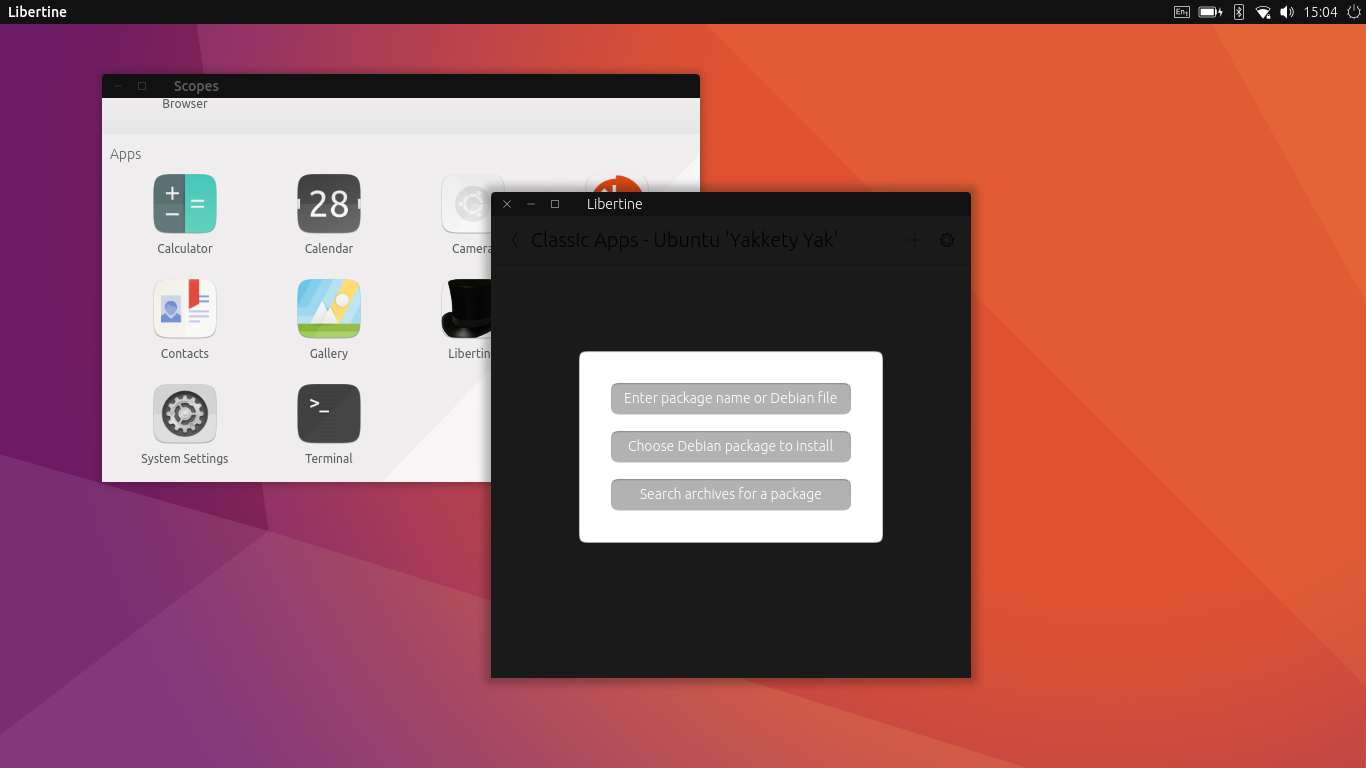 Libertine
En1
15:04
Scopes
Browser
Apps
+ − =
28
>_
Calculator
Calendar
Camera
Contacts
Gallery
Libertin
System Settings
Terminal
Libertine
Classic Apps - Ubuntu 'Yakkety Yak'
Enter package name or Debian file
Choose Debian package to install
Search archives for a package